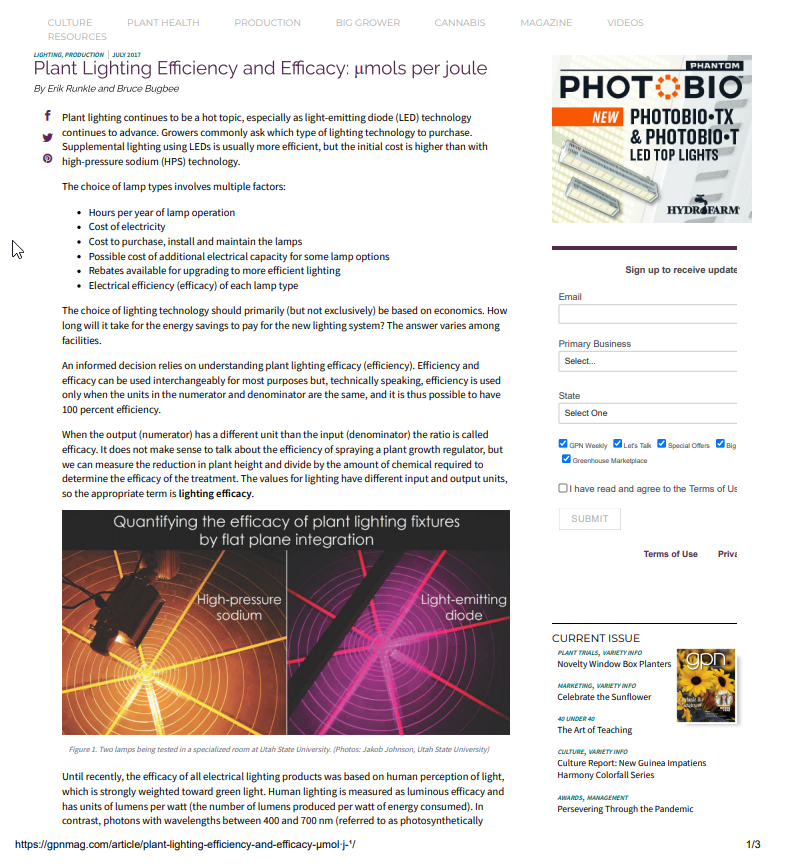 CULTURE PLANT HEALTH PRODUCTION BIG GROWER CANNABIS MAGAZINE VIDEOS
RESOURCES
LIGHTING, PRODUCTION | JULY 2017
Plant Lighting Efficiency and Efficacy: μmols per joule
By Erik Runkle and Bruce Bugbee
Plant lighting continues to be a hot topic, especially as light-emitting diode (LED) technology
continues to advance. Growers commonly ask which type of lighting technology to purchase.
Supplemental lighting using LEDs is usually more efficient, but the initial cost is higher than with
high-pressure sodium (HPS) technology.
The choice of lamp types involves multiple factors:
• Hours per year of lamp operation
• Cost of electricity
• Cost to purchase, install and maintain the lamps
• Possible cost of additional electrical capacity for some lamp options
• Rebates available for upgrading to more efficient lighting
• Electrical efficiency (efficacy) of each lamp type
The choice of lighting technology should primarily (but not exclusively) be based on economics. How
long will it take for the energy savings to pay for the new lighting system? The answer varies among
facilities.
An informed decision relies on understanding plant lighting efficacy (efficiency). Efficiency and
efficacy can be used interchangeably for most purposes but, technically speaking, efficiency is used
only when the units in the numerator and denominator are the same, and it is thus possible to have
100 percent efficiency.
When the output (numerator) has a different unit than the input (denominator) the ratio is called
efficacy. It does not make sense to talk about the efficiency of spraying a plant growth regulator, but
we can measure the reduction in plant height and divide by the amount of chemical required to
determine the efficacy of the treatment. The values for lighting have different input and output units,
so the appropriate term is lighting efficacy.
Quantifying the efficacy of plant lighting fixtures
by flat plane integration
High-pressure
sodium
Light-emitting
diode
Figure 1. Two lamps being tested in a specialized room at Utah State University. (Photos: Jakob Johnson, Utah State University)
Until recently, the efficacy of all electrical lighting products was based on human perception of light,
which is strongly weighted toward green light. Human lighting is measured as luminous efficacy and
has units of lumens per watt (the number of lumens produced per watt of energy consumed). In
contrast, photons with wavelengths between 400 and 700 nm (referred to as photosynthetically
PHANTOM
PHOTOBIO
NEW PHOTOBIO•TX
& PHOTOBIO•T
LED TOP LIGHTS
HYDROFARM
Sign up to receive update
Email
Primary Business
Select...
State
Select One
GPN Weekly Let's Talk Special Offers Big
Greenhouse Marketplace
I have read and agree to the Terms of Us
SUBMIT
Terms of Use Priva
CURRENT ISSUE
PLANT TRIALS, VARIETY INFO
Novelty Window Box Planters
gpn
MARKETING, VARIETY INFO
Celebrate the Sunflower
40 UNDER 40
The Art of Teaching
CULTURE, VARIETY INFO
Culture Report: New Guinea Impatiens
Harmony Colorfall Series
AWARDS, MANAGEMENT
Persevering Through the Pandemic
https://gpnmag.com/article/plant-lighting-efficiency-and-efficacy-μmol·j-¹/ 1/3